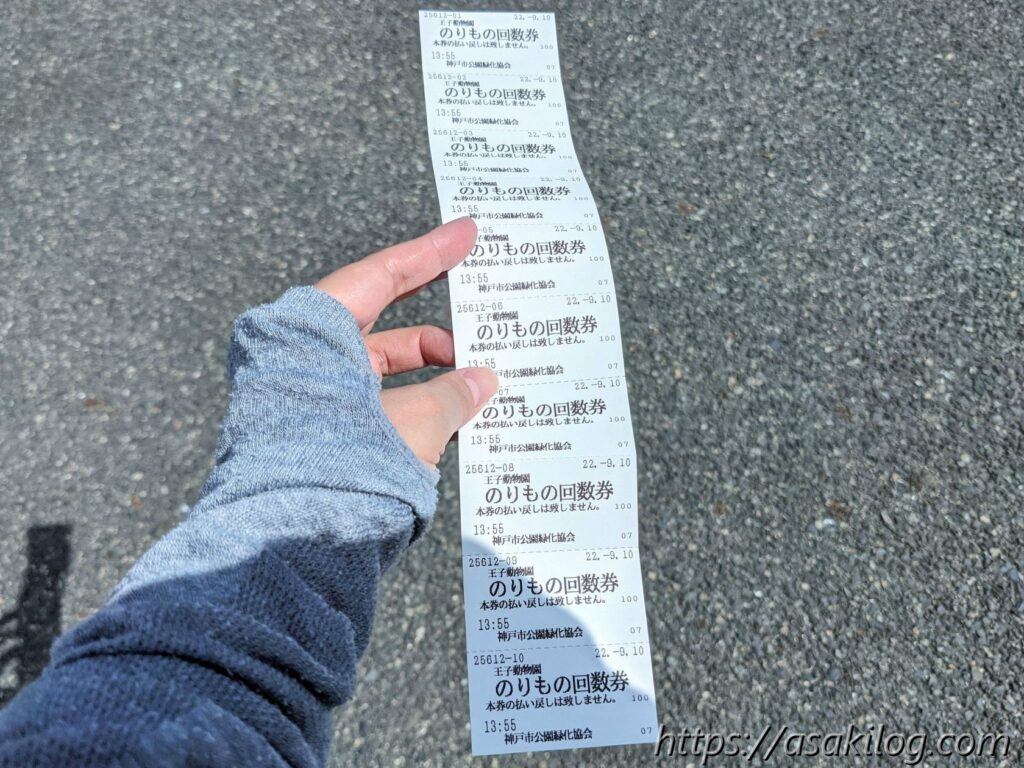 25612-01 22.-9.10
王子動物園
のりもの回数券
本券の払い戻しは致しません。 100
13:55
神戸市公園緑化協会 07
25612-02 22.-9.10
王子動物園
のりもの回数券
本券の払い戻しは致しません。 100
13:55
神戸市公園緑化協会 07
25612-03 22.-9.10
王子動物園
のりもの回数券
本券の払い戻しは致しません。 100
13:55
神戸市公園緑化協会 07
25612-04 22.-9.10
王子動物園
のりもの回数券
本券の払い戻しは致しません。 100
13:55
神戸市公園緑化協会 07
-05 22.-9.10
子動物園
のりもの回数券
本券の払い戻しは致しません。 100
13:55
神戸市公園緑化協会 07
25612-06 22.-9.10
王子動物園
のりもの回数券
本券の払い戻しは致しません。 100
13:55
戸市公園緑化協会 07
-07 22.-9.10
子動物園
のりもの回数券
本券の払い戻しは致しません。 100
13:55
神戸市公園緑化協会 07
25612-08 22.-9.10
王子動物園
のりもの回数券
本券の払い戻しは致しません。 100
13:55
神戸市公園緑化協会 07
25612-09 22.-9.10
王子動物園
のりもの回数券
本券の払い戻しは致しません。 100
13:55
神戸市公園緑化協会 07
25612-10 22.-9.10
王子動物園
のりもの回数券
本券の払い戻しは致しません。 100
13:55
神戸市公園緑化協会 07
https://asakilog.com